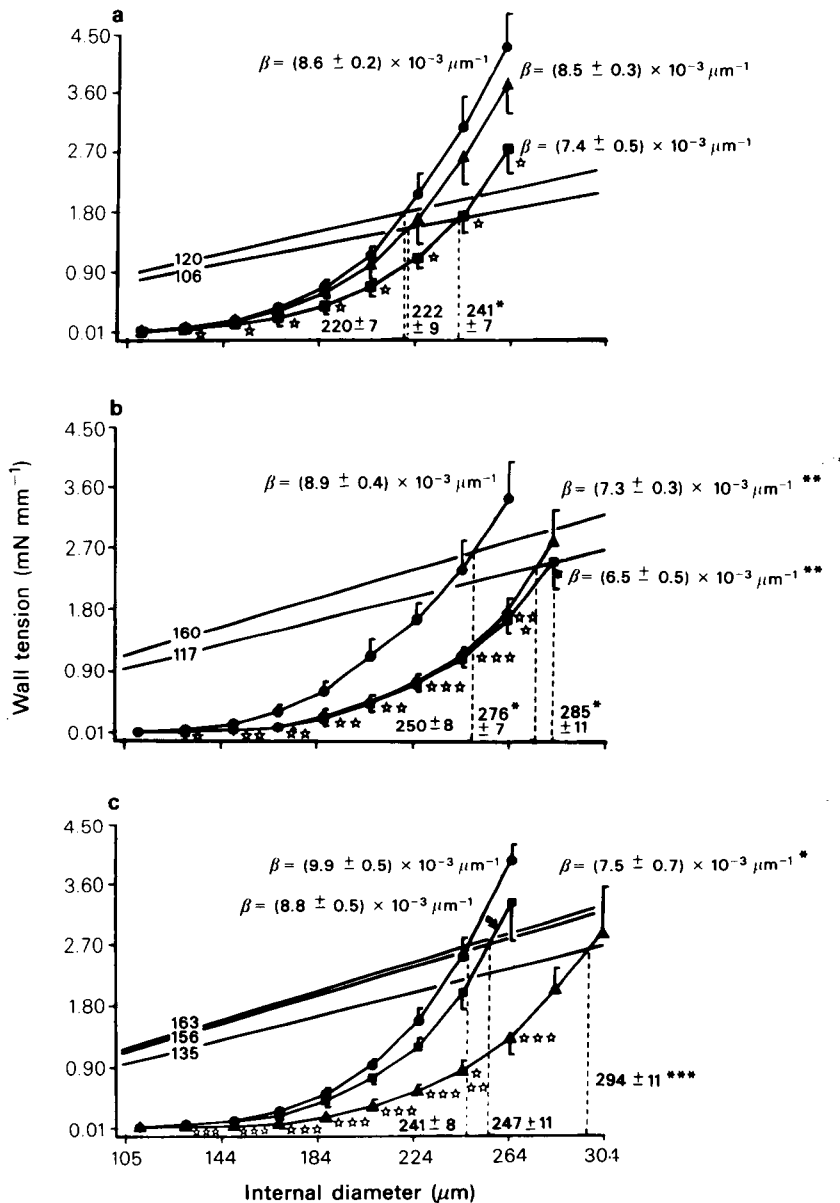 a
4.50
β = (8.6 ± 0.2) × 10⁻³ μm⁻¹
β = (8.5 ± 0.3) × 10⁻³ μm⁻¹
3.60
β = (7.4 ± 0.5) × 10⁻³ μm⁻¹
2.70
1.80
120
106
0.90
0.01
220 ± 7
222 ± 9
241* ± 7
b
4.50
β = (8.9 ± 0.4) × 10⁻³ μm⁻¹
β = (7.3 ± 0.3) × 10⁻³ μm⁻¹ **
3.60
2.70
β = (6.5 ± 0.5) × 10⁻³ μm⁻¹ **
1.80
160
117
0.90
0.01
250 ± 8
276* ± 7
285* ± 11
Wall tension (mN mm⁻¹)
c
4.50
β = (9.9 ± 0.5) × 10⁻³ μm⁻¹
β = (7.5 ± 0.7) × 10⁻³ μm⁻¹ *
3.60
β = (8.8 ± 0.5) × 10⁻³ μm⁻¹
2.70
1.80
163
156
135
0.90
294 ± 11 ***
0.01
241 ± 8
247 ± 11
105 144 184 224 264 304
Internal diameter (μm)